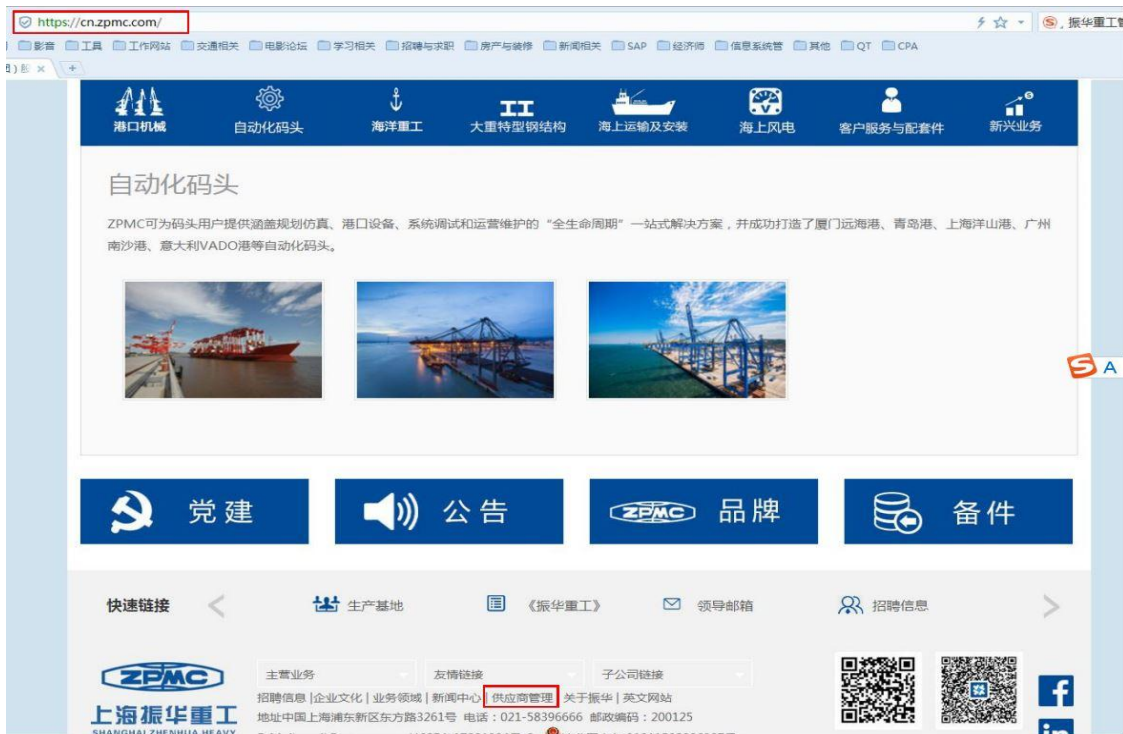 https://cn.zpmc.com/
振华重工
影音 工具 工作网站 交通相关 电影论坛 学习相关 招聘与求职 房产与装修 新闻相关 SAP 经济师 信息系统管 其他 QT CPA
港口机械 自动化码头 海洋重工 大重特型钢结构 海上运输及安装 海上风电 客户服务与配套件 新兴业务
自动化码头
ZPMC可为码头用户提供涵盖规划仿真、港口设备、系统调试和运营维护的“全生命周期”一站式解决方案，并成功打造了厦门远海港、青岛港、上海洋山港、广州
南沙港、意大利VADO港等自动化码头。
A
党建 公告 ZPMC 品牌 备件
快速链接 生产基地 《振华重工》 领导邮箱 招聘信息
ZPMC
主营业务 友情链接 子公司链接
招聘信息 |企业文化 | 业务领域 | 新闻中心 | 供应商管理 | 关于振华 | 英文网站
上海振华重工
地址中国上海浦东新区东方路3261号 电话：021-58396666 邮政编码：200125
SHANGHAI ZHENHUA HEAVY